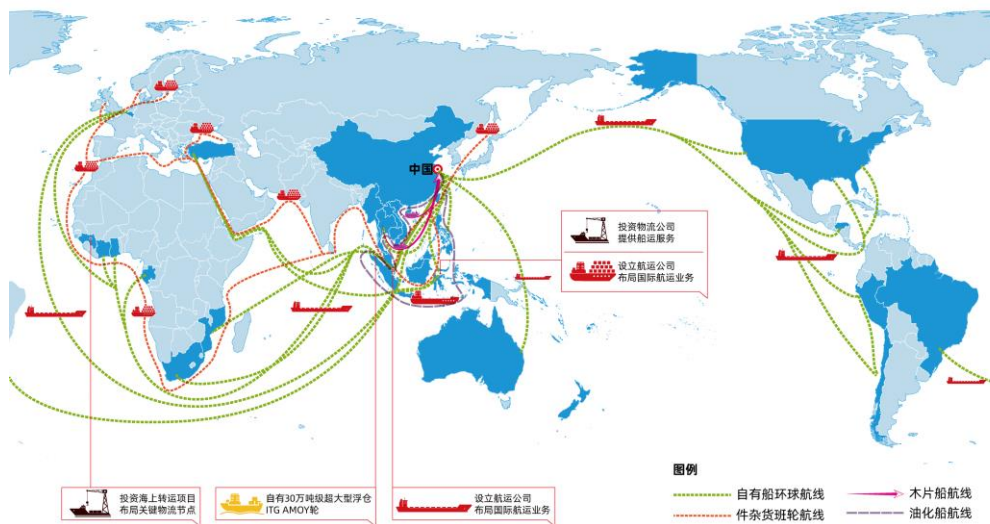 中国
投资物流公司
提供船运服务
设立航运公司
布局国际航运业务
投资海上转运项目
布局关键物流节点
自有30万吨级超大型浮仓
ITG AMOY轮
设立航运公司
布局国际航运业务
图例
自有船环球航线
木片船航线
件杂货班轮航线
油化船航线